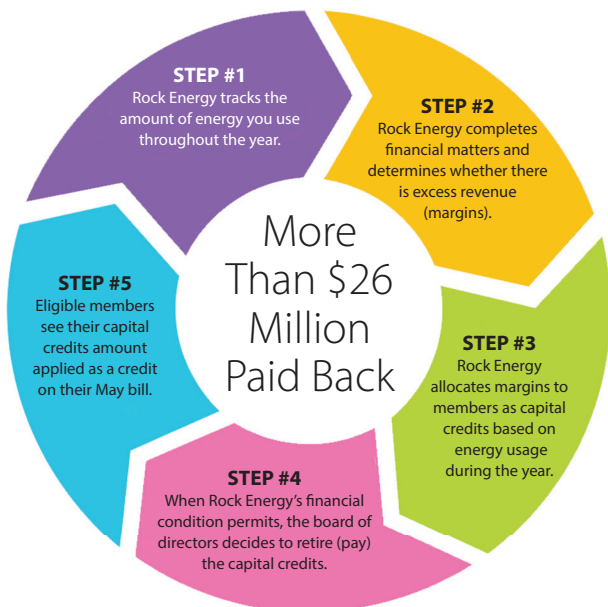 STEP #1
Rock Energy tracks the
amount of energy you use
throughout the year.
STEP #2
Rock Energy completes
financial matters and
determines whether there
is excess revenue
(margins).
STEP #3
Rock Energy
allocates margins to
members as capital
credits based on
energy usage
during the year.
STEP #4
When Rock Energy’s financial
condition permits, the board of
directors decides to retire (pay)
the capital credits.
STEP #5
Eligible members
see their capital
credits amount
applied as a credit
on their May bill.
More
Than $26
Million
Paid Back